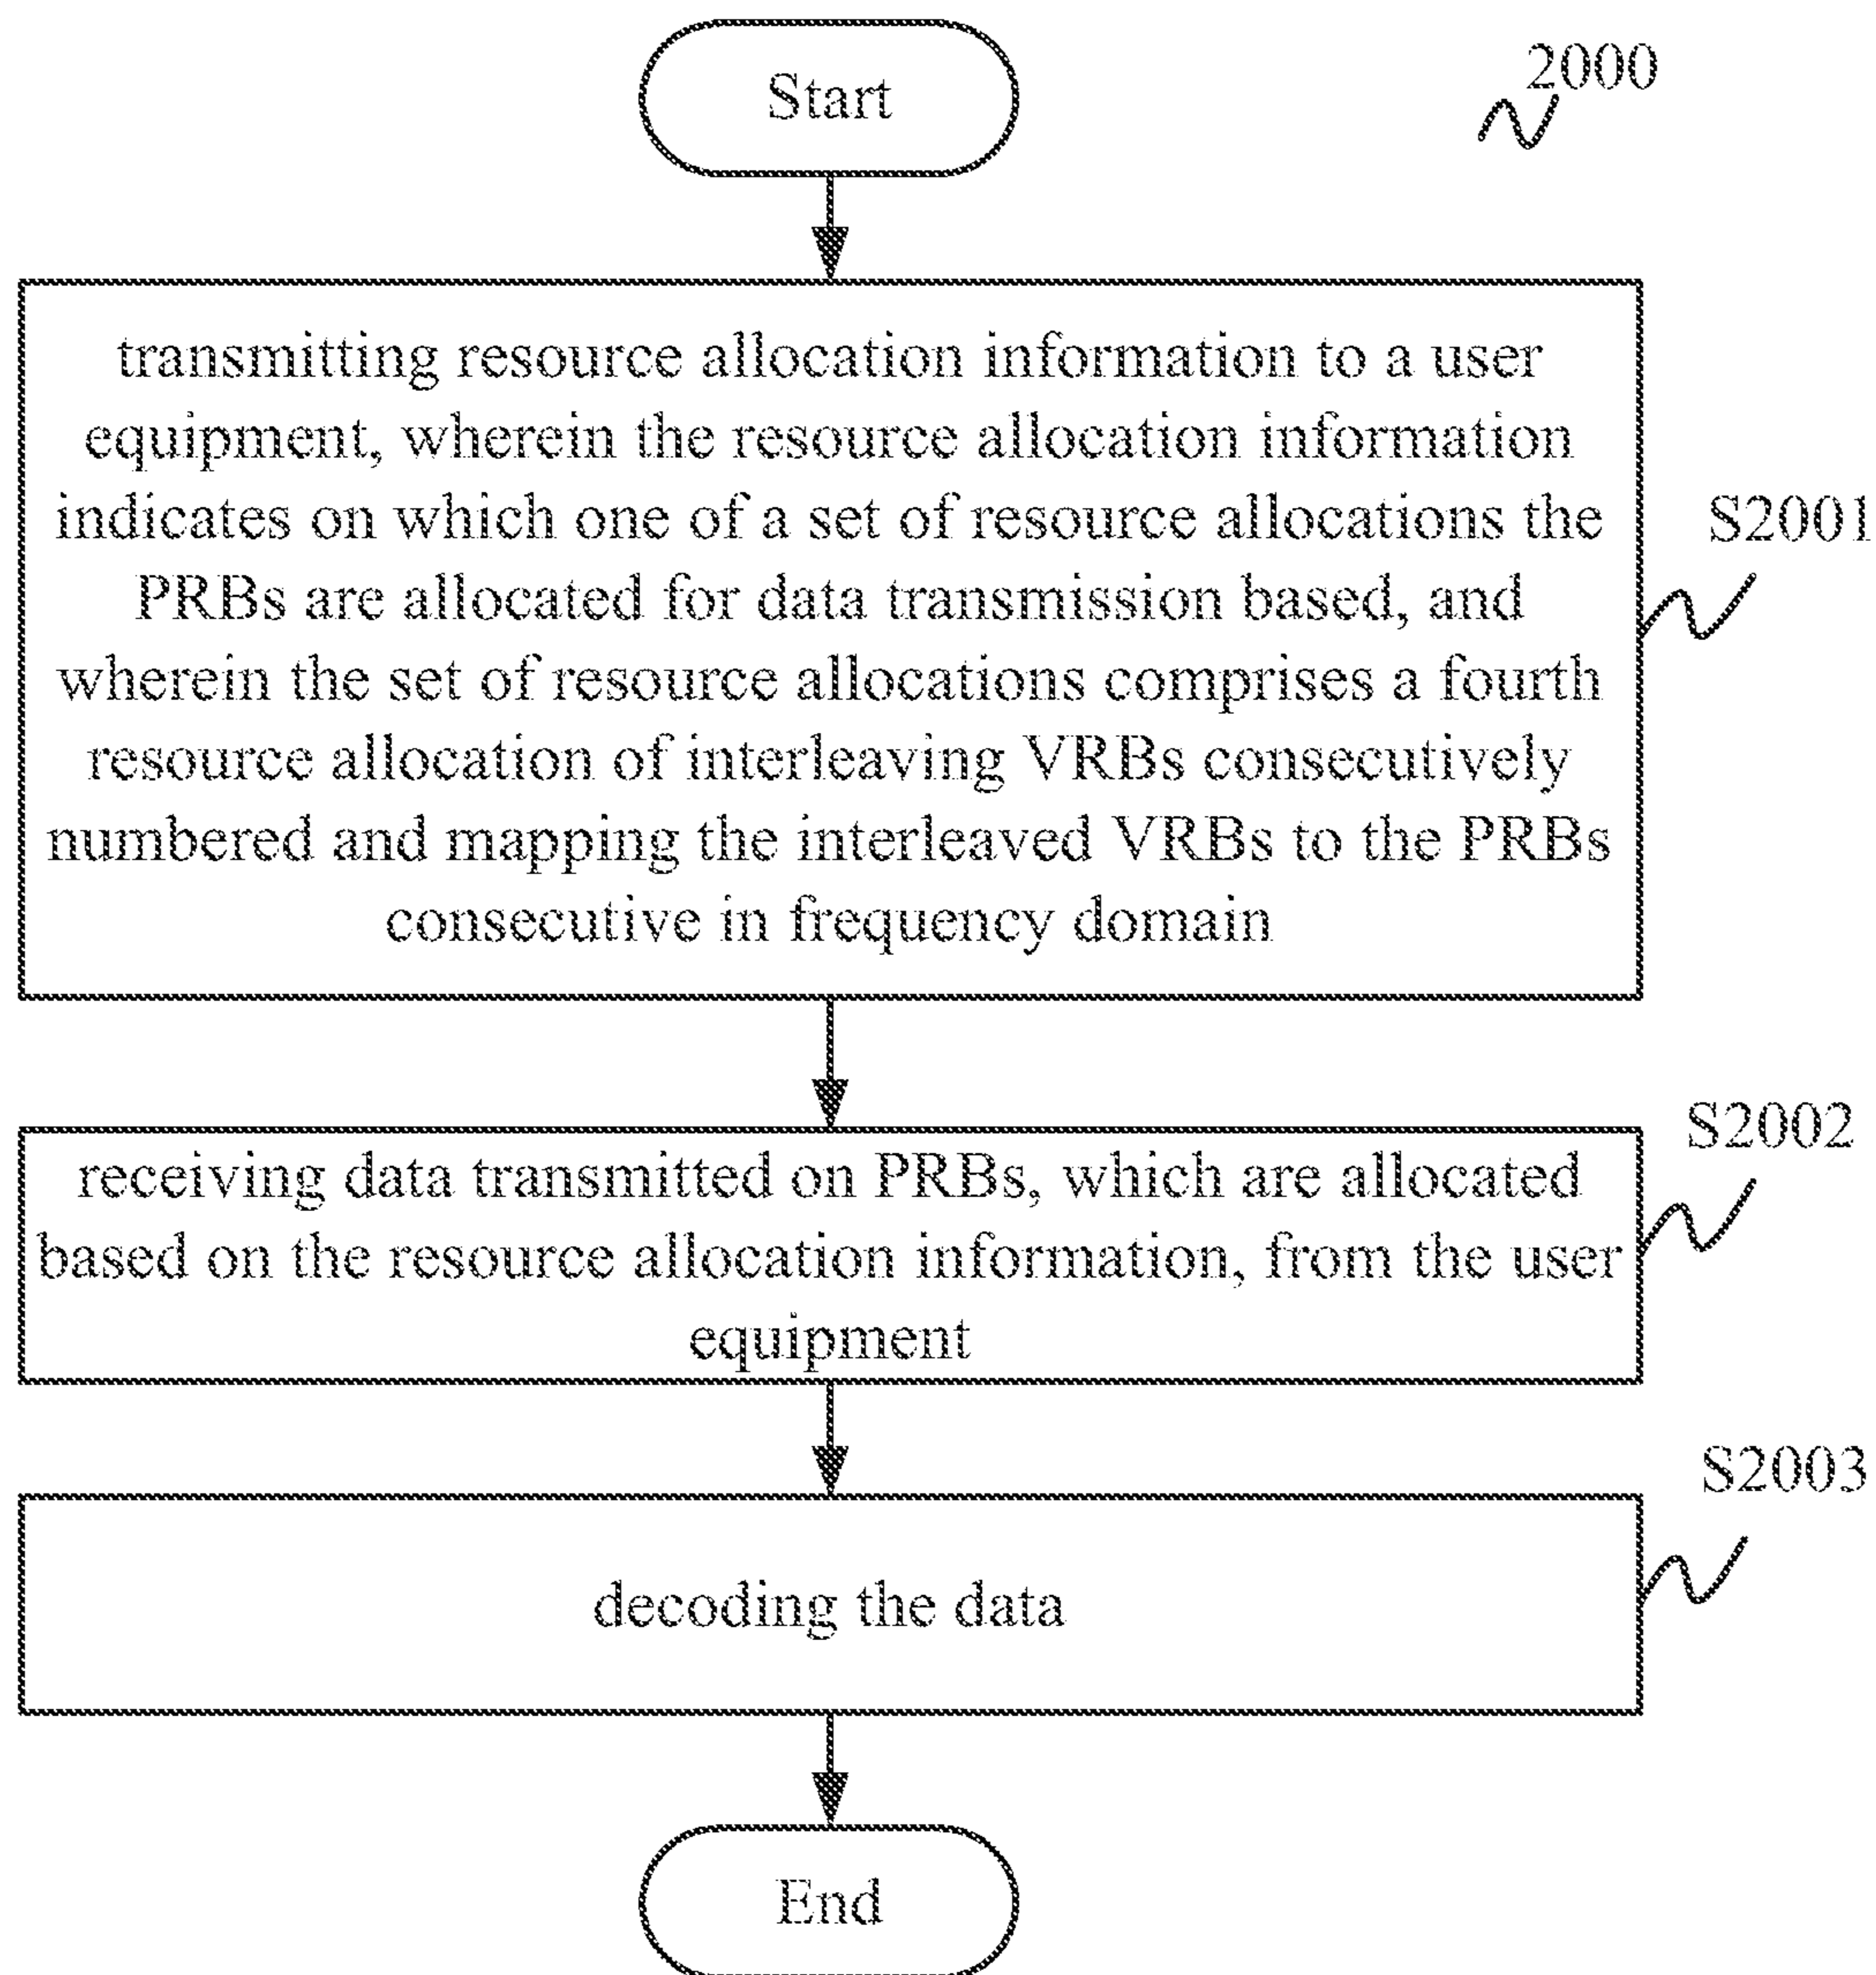 Start
2000
transmitting resource allocation information to a user
equipment, wherein the resource allocation information
indicates on which one of a set of resource allocations the
PRBs are allocated for data transmission based, and
wherein the set of resource allocations comprises a fourth
resource allocation of interleaving VRBs consecutively
numbered and mapping the interleaved VRBs to the PRBs
consecutive in frequency domain
S2001
receiving data transmitted on PRBs, which are allocated
based on the resource allocation information, from the user
equipment
S2002
decoding the data
S2003
End